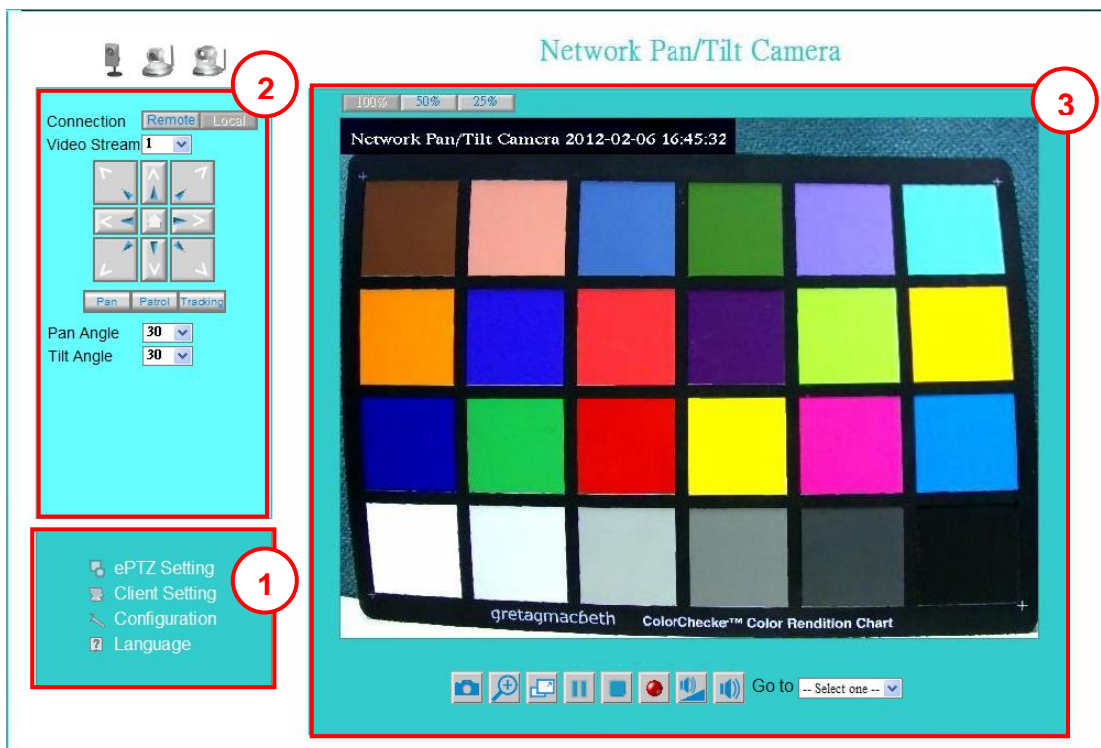 Network Pan/Tilt Camera
2
3
Connection Remote Local
Video Stream 1
Pan Patrol Tracking
Pan Angle 30
Tilt Angle 30
100% 50% 25%
Network Pan/Tilt Camera 2012-02-06 16:45:32
gretagmacbeth ColorChecker™ Color Rendition Chart
1
ePTZ Setting
Client Setting
Configuration
Language
Go to -- Select one --